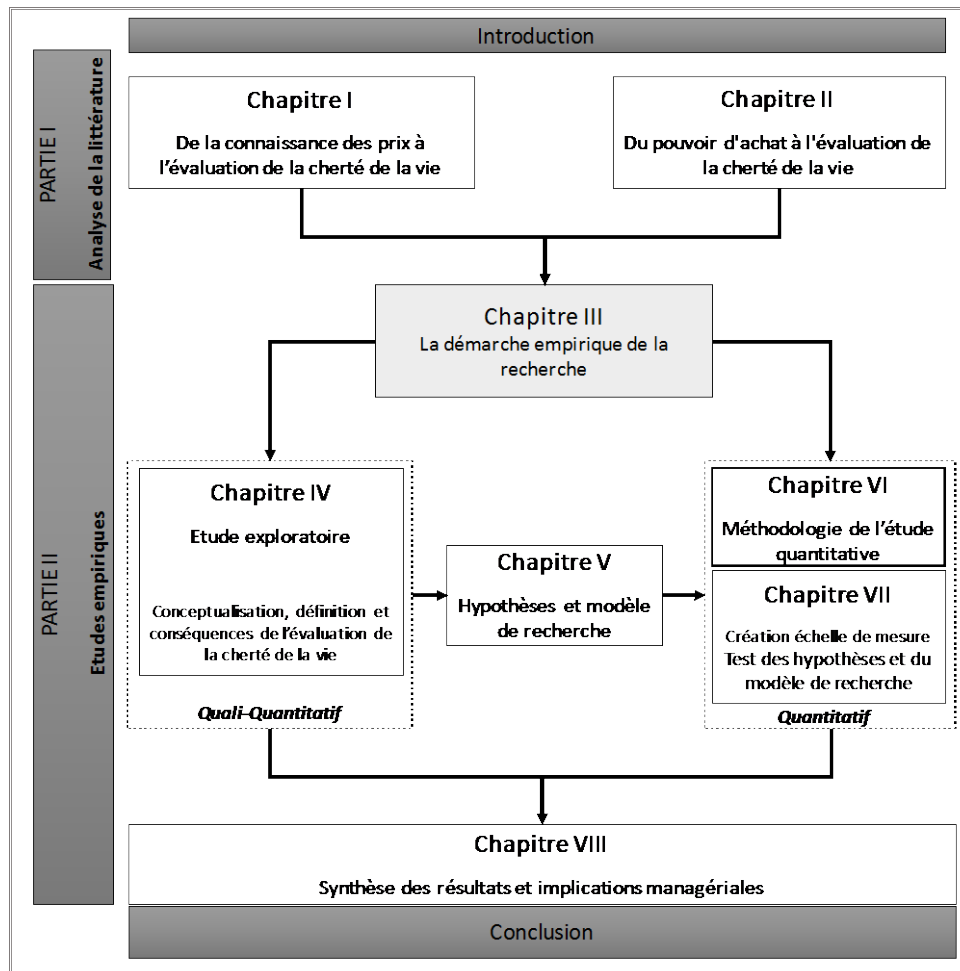 Introduction
PARTIE I
Analyse de la littérature
Chapitre I
De la connaissance des prix à
l'évaluation de la cherté de la vie
Chapitre II
Du pouvoir d'achat à l'évaluation de
la cherté de la vie
PARTIE II
Etudes empiriques
Chapitre III
La démarche empirique de la
recherche
Chapitre IV
Etude exploratoire
Conceptualisation, définition et
conséquences de l'évaluation de
la cherté de la vie
Quali-Quantitatif
Chapitre V
Hypothèses et modèle
de recherche
Chapitre VI
Méthodologie de l'étude
quantitative
Chapitre VII
Création échelle de mesure
Test des hypothèses et du
modèle de recherche
Quantitatif
Chapitre VIII
Synthèse des résultats et implications managériales
Conclusion